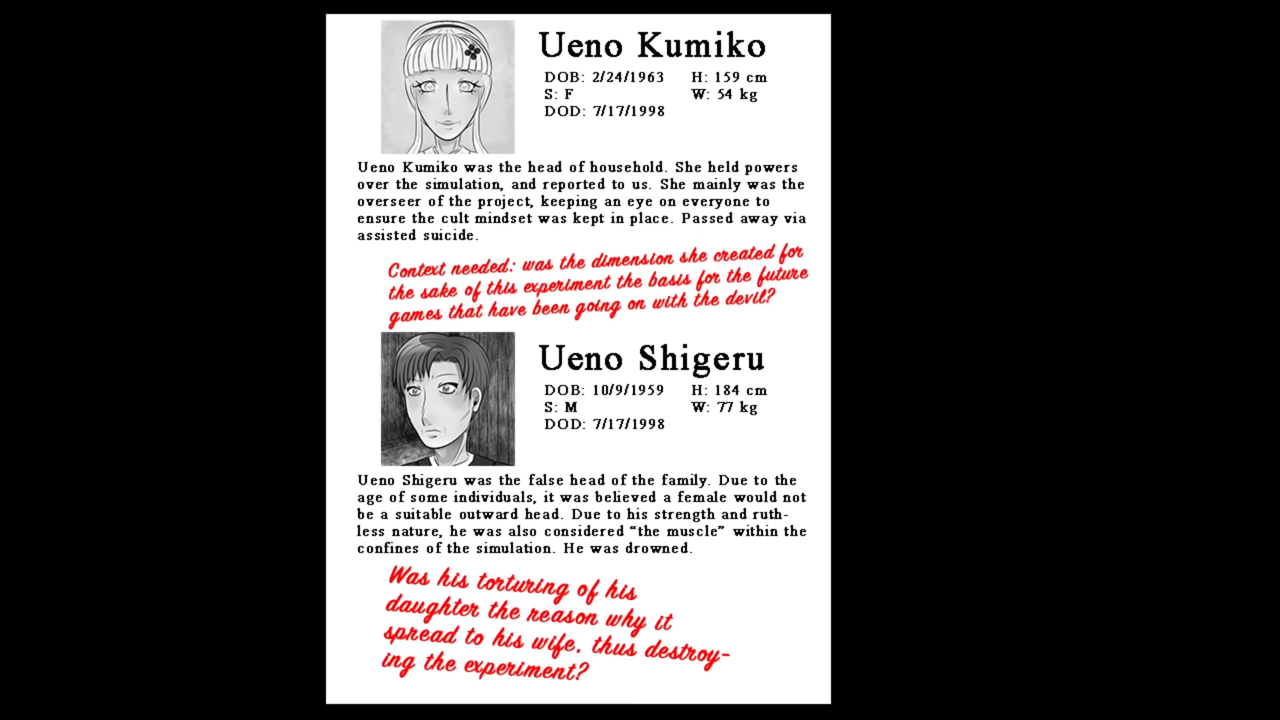 Ueno Kumiko
DOB: 2/24/1963 H: 159 cm
S: F W: 54 kg
DOD: 7/17/1998
Ueno Kumiko was the head of household. She held powers
over the simulation, and reported to us. She mainly was the
overseer of the project, keeping an eye on everyone to
ensure the cult mindset was kept in place. Passed away via
assisted suicide.
Context needed: was the dimension she created for
the sake of this experiment the basis for the future
games that have been going on with the devil?
Ueno Shigeru
DOB: 10/9/1959 H: 184 cm
S: M W: 77 kg
DOD: 7/17/1998
Ueno Shigeru was the false head of the family. Due to the
age of some individuals, it was believed a female would not
be a suitable outward head. Due to his strength and ruth-
less nature, he was also considered “the muscle” within the
confines of the simulation. He was drowned.
Was his torturing of his
daughter the reason why it
spread to his wife, thus destroy-
ing the experiment?